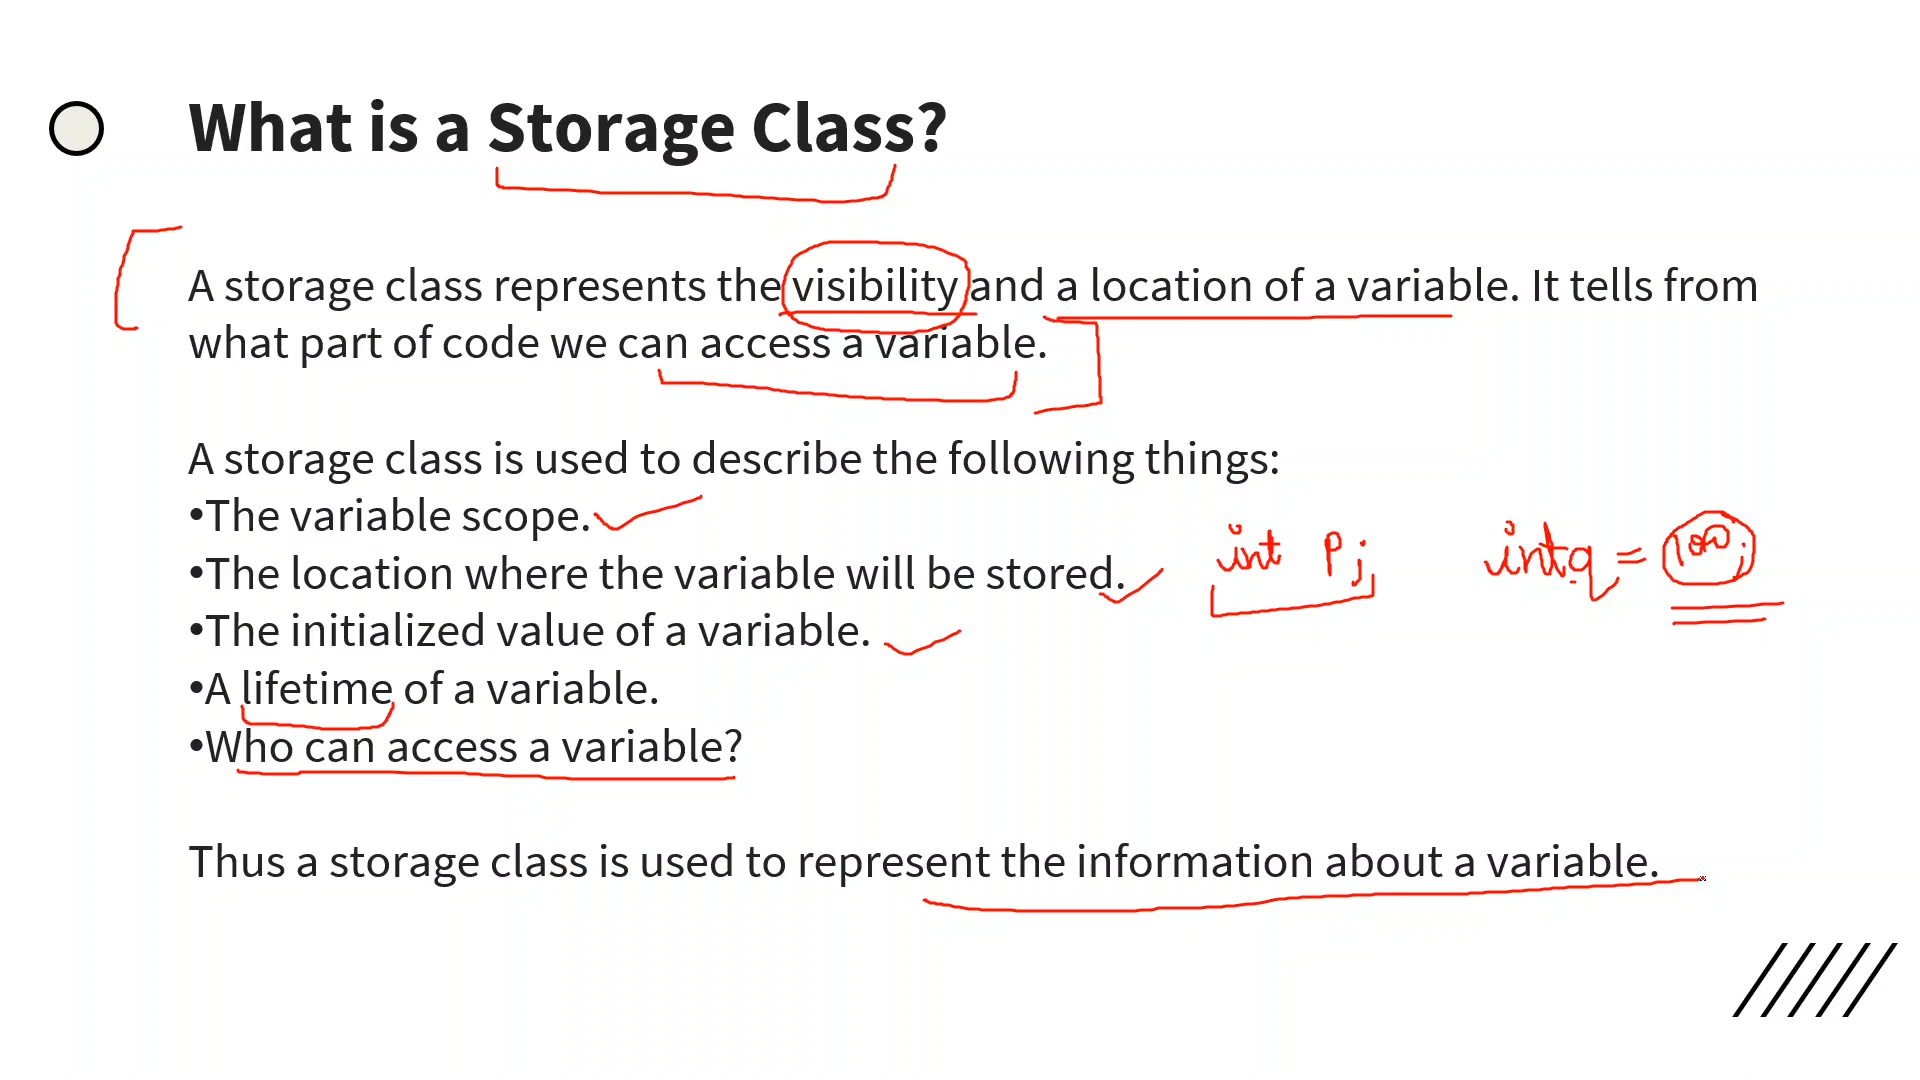 What is a Storage Class?
A storage class represents the visibility and a location of a variable. It tells from
what part of code we can access a variable.
A storage class is used to describe the following things:
•The variable scope.
•The location where the variable will be stored.
int p; int q = 100;
•The initialized value of a variable.
•A lifetime of a variable.
•Who can access a variable?
Thus a storage class is used to represent the information about a variable.